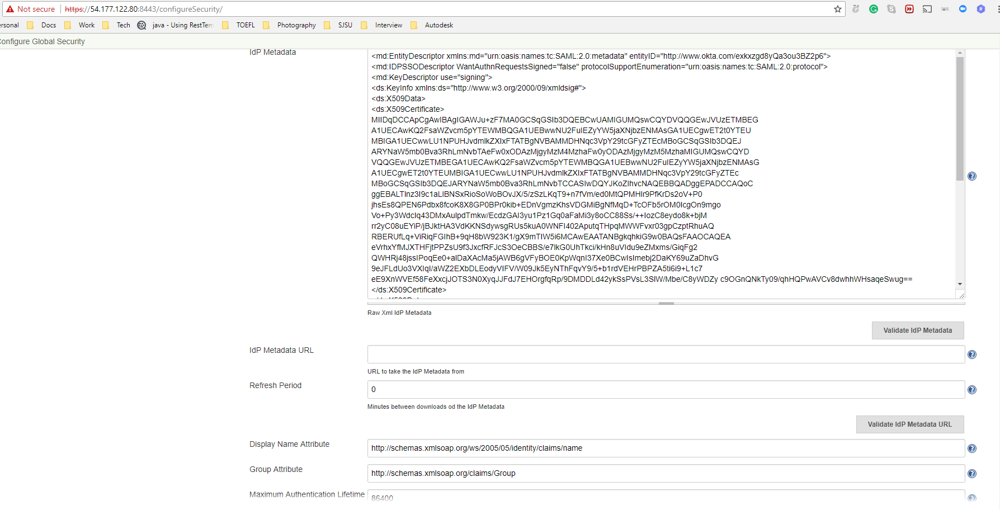 Not secure https://54.177.122.80:8443/configureSecurity/
ersonal Docs Work Tech java - Using RestTem TOEFL Photography SJSU Interview Autodesk
onfigure Global Security
IdP Metadata
<md:EntityDescriptor xmlns:md="urn:oasis:names:tc:SAML:2.0:metadata" entityID="http://www.okta.com/exkxzgd8yQa3ou3BZ2p6">
<md:IDPSSODescriptor WantAuthnRequestsSigned="false" protocolSupportEnumeration="urn:oasis:names:tc:SAML:2.0:protocol">
<md:KeyDescriptor use="signing">
<ds:KeyInfo xmlns:ds="http://www.w3.org/2000/09/xmldsig#">
<ds:X509Data>
<ds:X509Certificate>
MIIDqDCCApCgAwIBAgIGAWJu+zF7MA0GCSqGSIb3DQEBCwUAMIGUMQswCQYDVQQGEwJVUzETMBEG
A1UECAwKQ2FsaWZvcm5pYTEWMBQGA1UEBwwNU2FuIEZyYW5jaXNjbzENMAsGA1UECgwET2t0YTEU
MBIGA1UECwwLU1NPUHJvdmlkZXIxFTATBgNVBAMMDHNqc3VpY29tcGFyZTEcMBoGCSqGSIb3DQEJ
ARYNaW5mb0Bva3RhLmNvbTAeFw0xODAzMjgyMzM4MzhaFw0yODAzMjgyMzM5MzhaMIGUMQswCQYD
VQQGEwJVUzETMBEGA1UECAwKQ2FsaWZvcm5pYTEWMBQGA1UEBwwNU2FuIEZyYW5jaXNjbzENMAsG
A1UECgwET2t0YTEUMBIGA1UECwwLU1NPUHJvdmlkZXIxFTATBgNVBAMMDHNqc3VpY29tcGFyZTEc
MBoGCSqGSIb3DQEJARYNaW5mb0Bva3RhLmNvbTCCASIwDQYJKoZIhvcNAQEBBQADggEPADCCAQoC
ggEBALTlnz3I9c1aLIBNSxRioSoWoBOvJX/5/zSzLKqT9+n7fVm/ed0MtQPMHIr9PfKrDs2oV+P0
jhsEs8QPEN6Pdbx8fcoK8X8GP0BPr0kib+EDnVgmzKhsVDGMiBgNfMqD+TcOFb5rOM0IcgOn9mgo
Vo+Py3WdcIq43DMxAulpdTmkw/EcdzGAI3yu1Pz1Gq0aFaMi3y8oCC88Ss/++IozC8eydo8k+bjM
rr2yC08uEYiP/jBJktHA3VdKKNSdywsgRUs5kuA0WNFI402AputqTHpqMWWFvxr03gpCzptRhuAQ
RBERUfLq+ViRiqFGIhB+9qH8bW923K1/gX9mTIW5i6MCAwEAATANBgkqhkiG9w0BAQsFAAOCAQEA
eVrhxYfMJXTHFjtPPZsU9f3JxcfRFJcS3OeCBBS/e7lkG0UhTkci/kHn8uVIdu9eZMxms/GiqFg2
QWHRj48jssIPoqEe0+alDaXAcMa5jAWB6gVFyBOE0KpWqnI37Xe0BCwIsImebj2DaKY69uZaDhvG
9eJFLdUo3VXIqI/aWZ2EXbDLEodyVIFV/W09Jk5EyNThFqvY9/5+b1rdVEHrPBPZA5ti6i9+L1c7
eE9XnWVEf58FeXxcjJOTS3N0XyqJJFdJ7EHOrgfqRp/9DMDDLd42ykSsPVsL3SlW/Mbe/C8yWDZy c9OGnQNkTy09/qhHQPwAVCv8dwhhWHsaqeSwug==
</ds:X509Certificate>
Raw Xml IdP Metadata
Validate IdP Metadata
IdP Metadata URL
URL to take the IdP Metadata from
Refresh Period 0
Minutes between downloads od the IdP Metadata
Validate IdP Metadata URL
Display Name Attribute http://schemas.xmlsoap.org/ws/2005/05/identity/claims/name
Group Attribute http://schemas.xmlsoap.org/claims/Group
Maximum Authentication Lifetime 86400